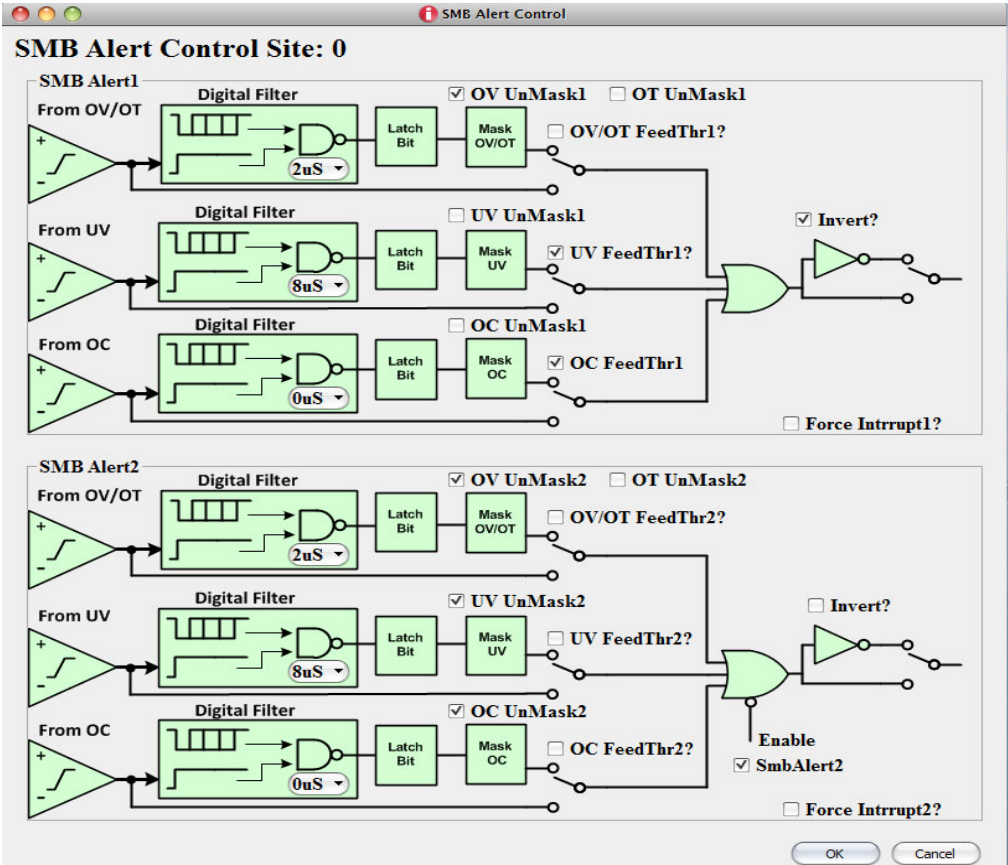 SMB Alert Control
SMB Alert Control Site: 0
SMB Alert1
From OV/OT
Digital Filter
OV UnMask1
OT UnMask1
+
-
2uS
Latch
Bit
Mask
OV/OT
OV/OT FeedThr1?
From UV
Digital Filter
UV UnMask1
+
-
8uS
Latch
Bit
Mask
UV
UV FeedThr1?
Invert?
From OC
Digital Filter
OC UnMask1
+
-
0uS
Latch
Bit
Mask
OC
OC FeedThr1
Force Intrrupt1?
SMB Alert2
From OV/OT
Digital Filter
OV UnMask2
OT UnMask2
+
-
2uS
Latch
Bit
Mask
OV/OT
OV/OT FeedThr2?
From UV
Digital Filter
UV UnMask2
+
-
8uS
Latch
Bit
Mask
UV
UV FeedThr2?
Invert?
From OC
Digital Filter
OC UnMask2
+
-
0uS
Latch
Bit
Mask
OC
OC FeedThr2?
Enable
SmbAlert2
Force Intrrupt2?
OK
Cancel